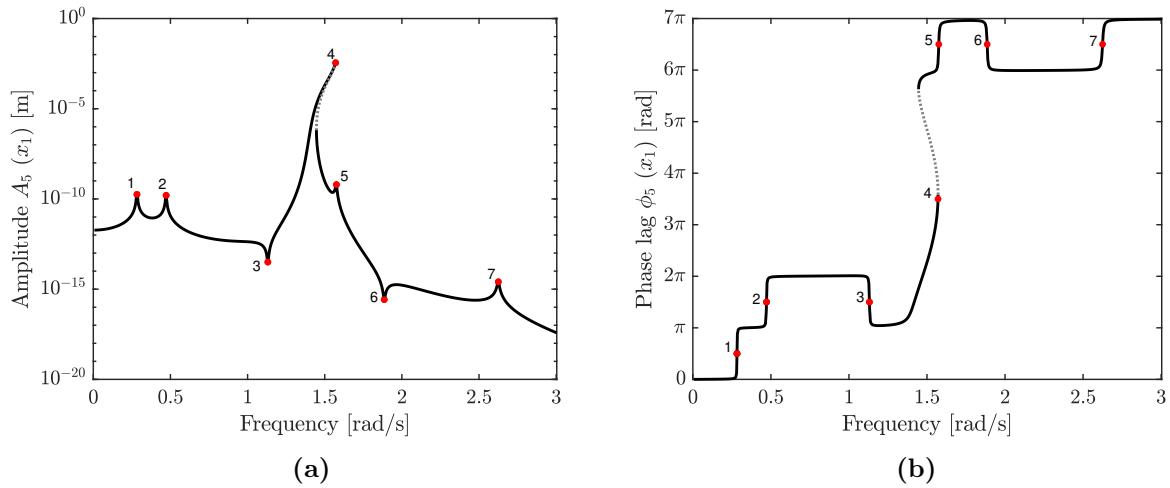 10^0
10^{-5}
10^{-10}
10^{-15}
10^{-20}
Amplitude A_5 (x_1) [m]
1
2
3
4
5
6
7
0
0.5
1
1.5
2
2.5
3
Frequency [rad/s]
(a)
7π
6π
5π
4π
3π
2π
π
0
Phase lag ϕ_5 (x_1) [rad]
1
2
3
4
5
6
7
0
0.5
1
1.5
2
2.5
3
Frequency [rad/s]
(b)